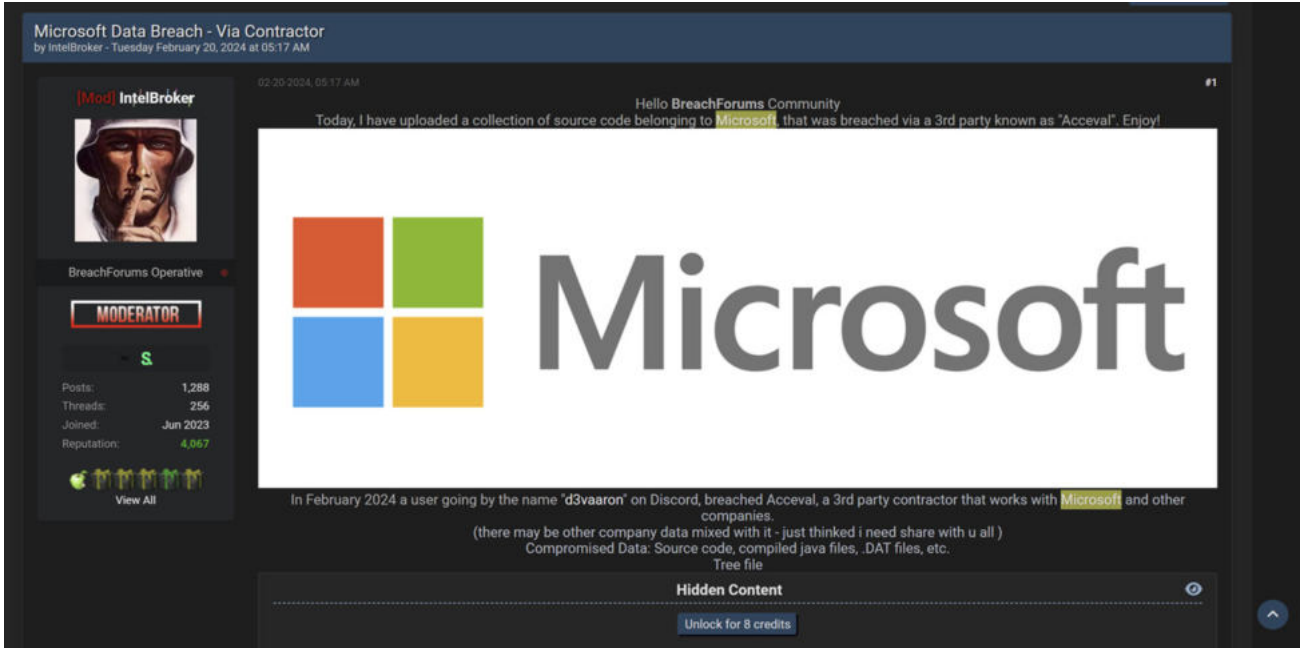 Microsoft Data Breach - Via Contractor
by IntelBroker - Tuesday February 20, 2024 at 05:17 AM
[Mod] IntelBroker
BreachForums Operative
MODERATOR
S
Posts: 1,288
Threads: 256
Joined: Jun 2023
Reputation: 4,067
View All
02-20-2024, 05:17 AM
#1
Hello BreachForums Community
Today, I have uploaded a collection of source code belonging to Microsoft, that was breached via a 3rd party known as "Acceval". Enjoy!
Microsoft
In February 2024 a user going by the name "d3vaaron" on Discord, breached Acceval, a 3rd party contractor that works with Microsoft and other
companies.
(there may be other company data mixed with it - just thinked i need share with u all )
Compromised Data: Source code, compiled java files, .DAT files, etc.
Tree file
Hidden Content
Unlock for 8 credits